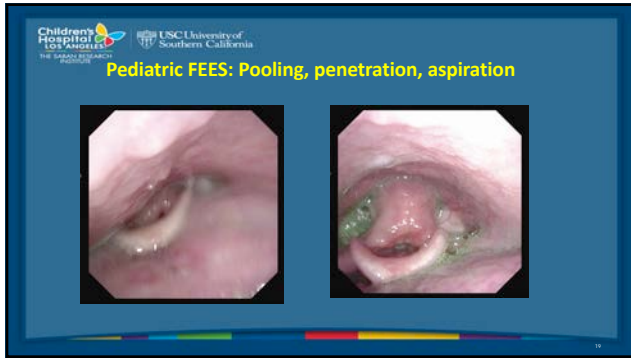 Children's
Hospital
LOS ANGELES
THE SABAN RESEARCH
INSTITUTE
USC University of
Southern California
Pediatric FEES: Pooling, penetration, aspiration
19